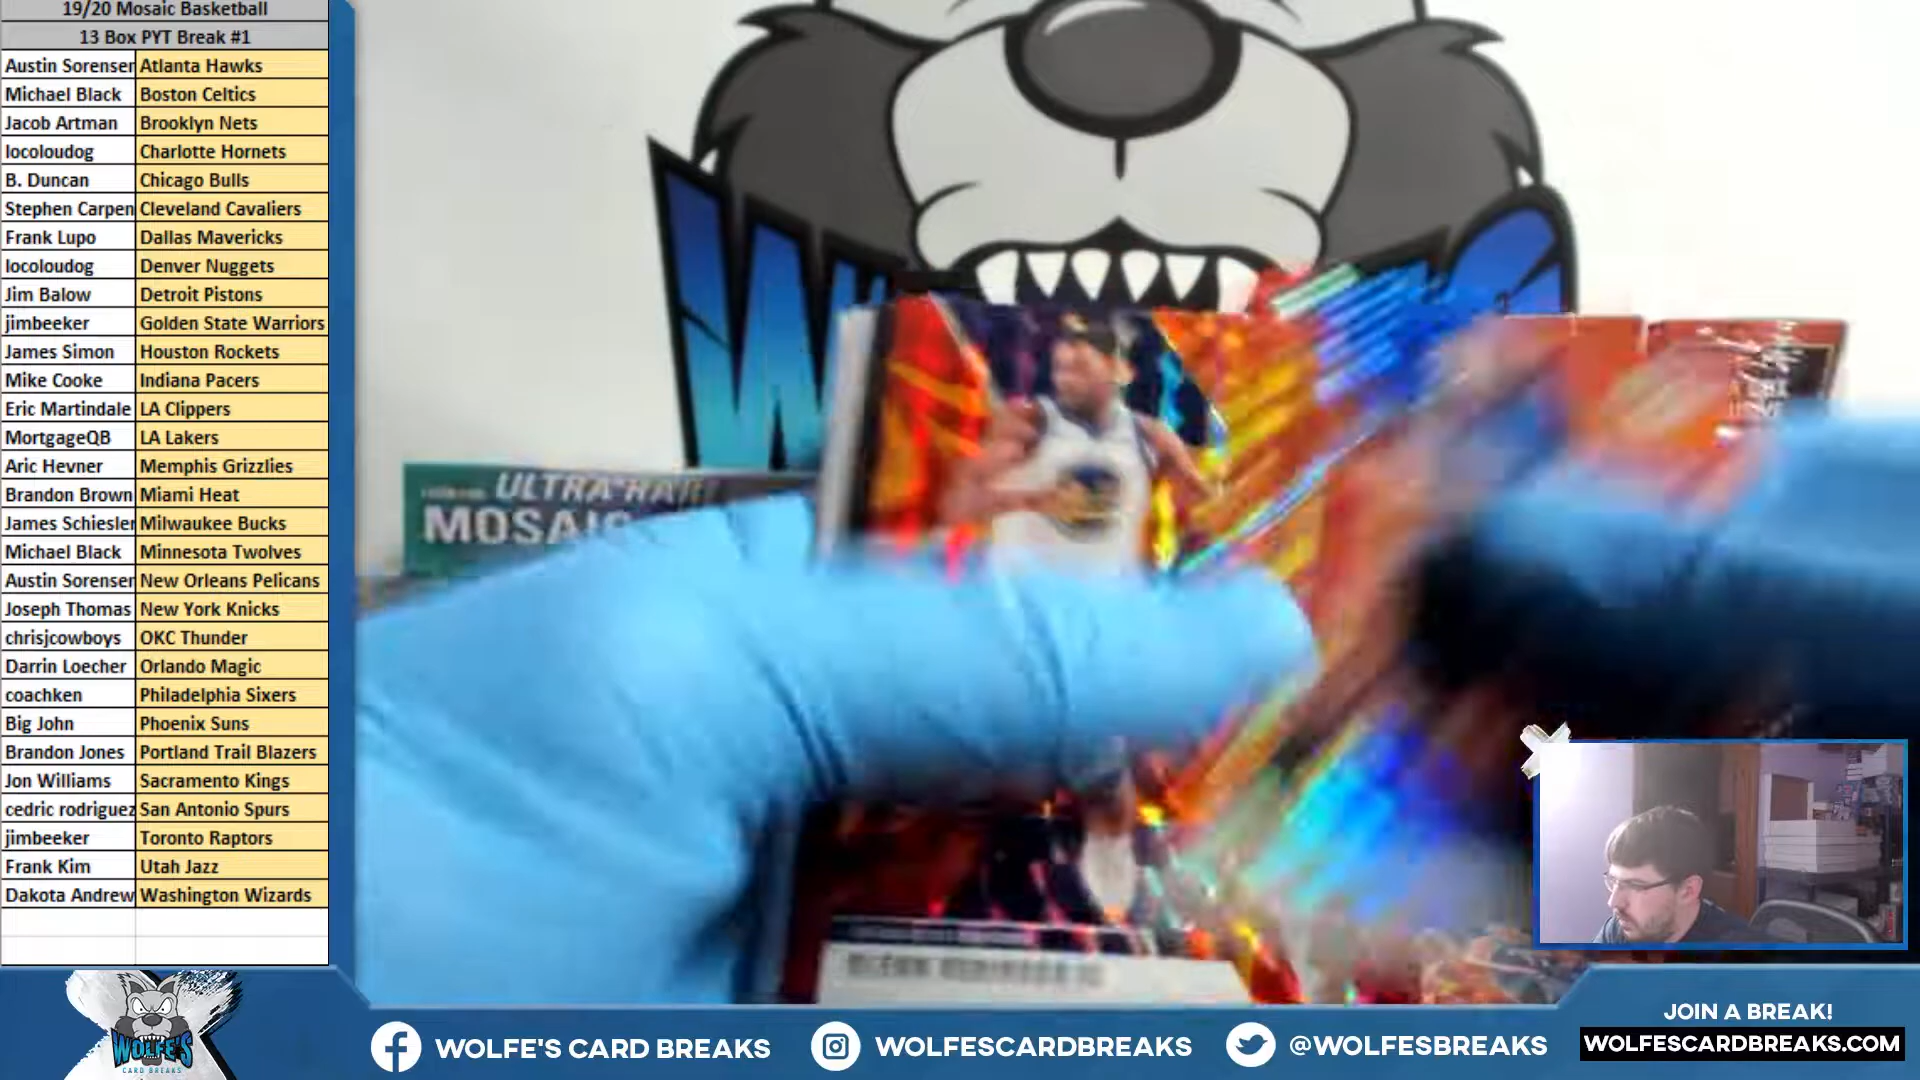 19/20 Mosaic Basketball
13 Box PYT Break #1
Austin Sorenser Atlanta Hawks
Michael Black Boston Celtics
Jacob Artman Brooklyn Nets
locoloudog Charlotte Hornets
B. Duncan Chicago Bulls
Stephen Carpen Cleveland Cavaliers
Frank Lupo Dallas Mavericks
locoloudog Denver Nuggets
Jim Balow Detroit Pistons
jimbeeker Golden State Warriors
James Simon Houston Rockets
Mike Cooke Indiana Pacers
Eric Martindale LA Clippers
MortgageQB LA Lakers
Aric Hevner Memphis Grizzlies
Brandon Brown Miami Heat
James Schiesler Milwaukee Bucks
Michael Black Minnesota Twolves
Austin Sorenser New Orleans Pelicans
Joseph Thomas New York Knicks
chrisjcowboys OKC Thunder
Darrin Loecher Orlando Magic
coachken Philadelphia Sixers
Big John Phoenix Suns
Brandon Jones Portland Trail Blazers
Jon Williams Sacramento Kings
cedric rodriguez San Antonio Spurs
jimbeeker Toronto Raptors
Frank Kim Utah Jazz
Dakota Andrew Washington Wizards
ULTRA
MOSAIC
WOLFE'S
CARD BREAKS
WOLFE'S CARD BREAKS
WOLFESCARDBREAKS
@WOLFESBREAKS
JOIN A BREAK!
WOLFESCARDBREAKS.COM